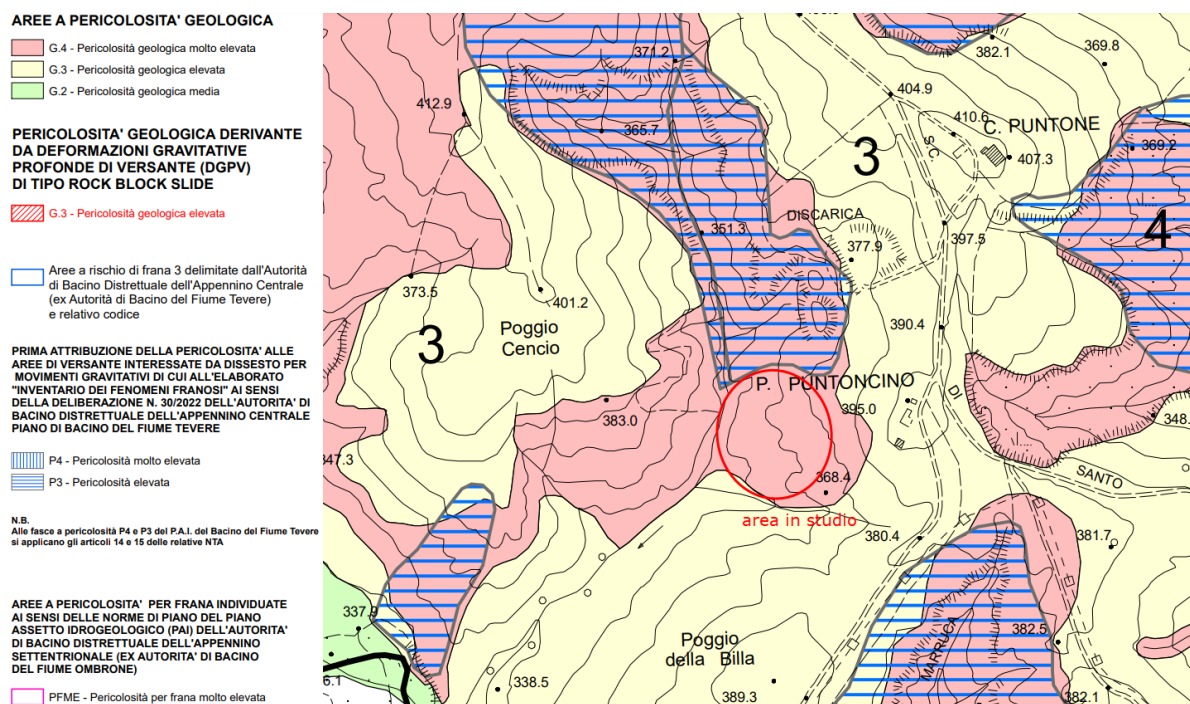 AREE A PERICOLOSITA' GEOLOGICA
G.4 - Pericolosità geologica molto elevata
G.3 - Pericolosità geologica elevata
G.2 - Pericolosità geologica media
PERICOLOSITA' GEOLOGICA DERIVANTE
DA DEFORMAZIONI GRAVITATIVE
PROFONDE DI VERSANTE (DGPV)
DI TIPO ROCK BLOCK SLIDE
G.3 - Pericolosità geologica elevata
Aree a rischio di frana 3 delimitate dall'Autorità
di Bacino Distrettuale dell'Appennino Centrale
(ex Autorità di Bacino del Fiume Tevere)
e relativo codice
PRIMA ATTRIBUZIONE DELLA PERICOLOSITA' ALLE
AREE DI VERSANTE INTERESSATE DA DISSESTO PER
MOVIMENTI GRAVITATIVI DI CUI ALL'ELABORATO
"INVENTARIO DEI FENOMENI FRANOSI" AI SENSI
DELLA DELIBERAZIONE N. 30/2022 DELL'AUTORITA' DI
BACINO DISTRETTUALE DELL'APPENNINO CENTRALE
PIANO DI BACINO DEL FIUME TEVERE
P4 - Pericolosità molto elevata
P3 - Pericolosità elevata
N.B.
Alle fasce a pericolosità P4 e P3 del P.A.I. del Bacino del Fiume Tevere
si applicano gli articoli 14 e 15 delle relative NTA
AREE A PERICOLOSITA' PER FRANA INDIVIDUATE
AI SENSI DELLE NORME DI PIANO DEL PIANO
ASSETTO IDROGEOLOGICO (PAI) DELL'AUTORITA'
DI BACINO DISTRETTUALE DELL'APPENNINO
SETTENTRIONALE (EX AUTORITA' DI BACINO
DEL FIUME OMBRONE)
PFME - Pericolosità per frana molto elevata
371.2
382.1
369.8
412.9
404.9
365.7
410.6
C. PUNTONE
3
S.C.
407.3
369.2
DISCARICA
351.3
377.9
397.5
4
373.5
401.2
390.4
Poggio
Cencio
3
P. PUNTONCINO
395.0
DI
383.0
348.
347.3
368.4
SANTO
area in studio
380.4
381.7
337.9
382.5
Poggio
della Billa
MARRUCA
6.1
338.5
389.3
382.1